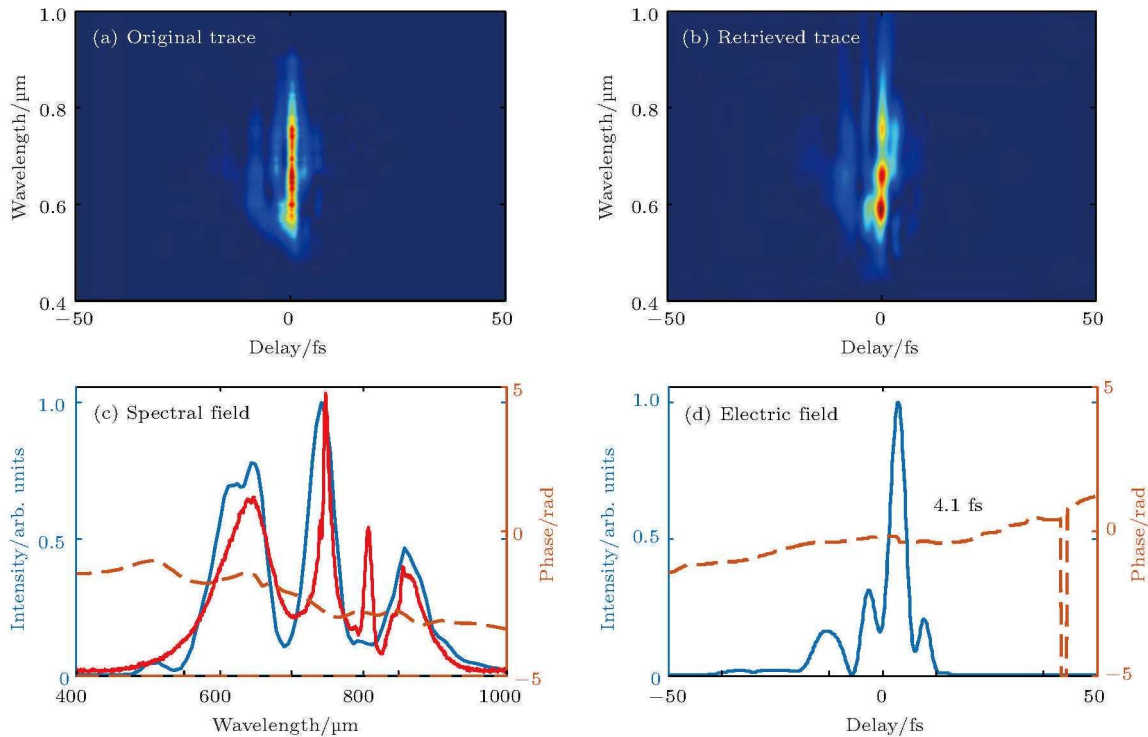 (a) Original trace
Wavelength/μm
1.0
0.8
0.6
0.4
−50
0
50
Delay/fs
(b) Retrieved trace
Wavelength/μm
1.0
0.8
0.6
0.4
−50
0
50
Delay/fs
(c) Spectral field
Intensity/arb. units
1.0
0.5
0
5
0
−5
Phase/rad
400
600
800
1000
Wavelength/μm
(d) Electric field
4.1 fs
Intensity/arb. units
1.0
0.5
0
5
0
−5
Phase/rad
−50
0
50
Delay/fs